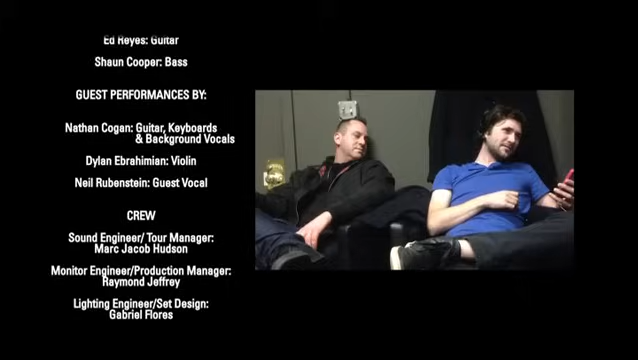 Ed Reyes: Guitar
Shaun Cooper: Bass
GUEST PERFORMANCES BY:
Nathan Cogan: Guitar, Keyboards
& Background Vocals
Dylan Ebrahimian: Violin
Neil Rubenstein: Guest Vocal
CREW
Sound Engineer/ Tour Manager:
Marc Jacob Hudson
Monitor Engineer/Production Manager:
Raymond Jeffrey
Lighting Engineer/Set Design:
Gabriel Flores